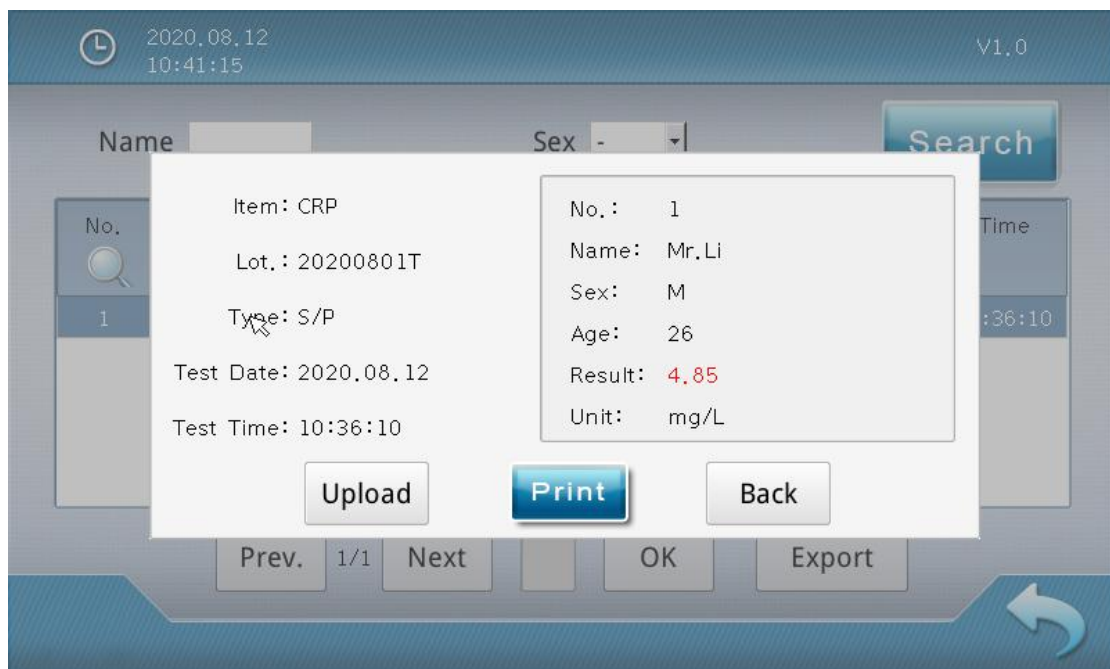 2020.08.12
10:41:15
V1.0
Name
Sex -
Search
No.
Time
1
:36:10
Item: CRP
Lot.: 20200801T
Type: S/P
Test Date: 2020.08.12
Test Time: 10:36:10
No.: 1
Name: Mr.Li
Sex: M
Age: 26
Result: 4.85
Unit: mg/L
Upload
Print
Back
Prev.
1/1
Next
OK
Export